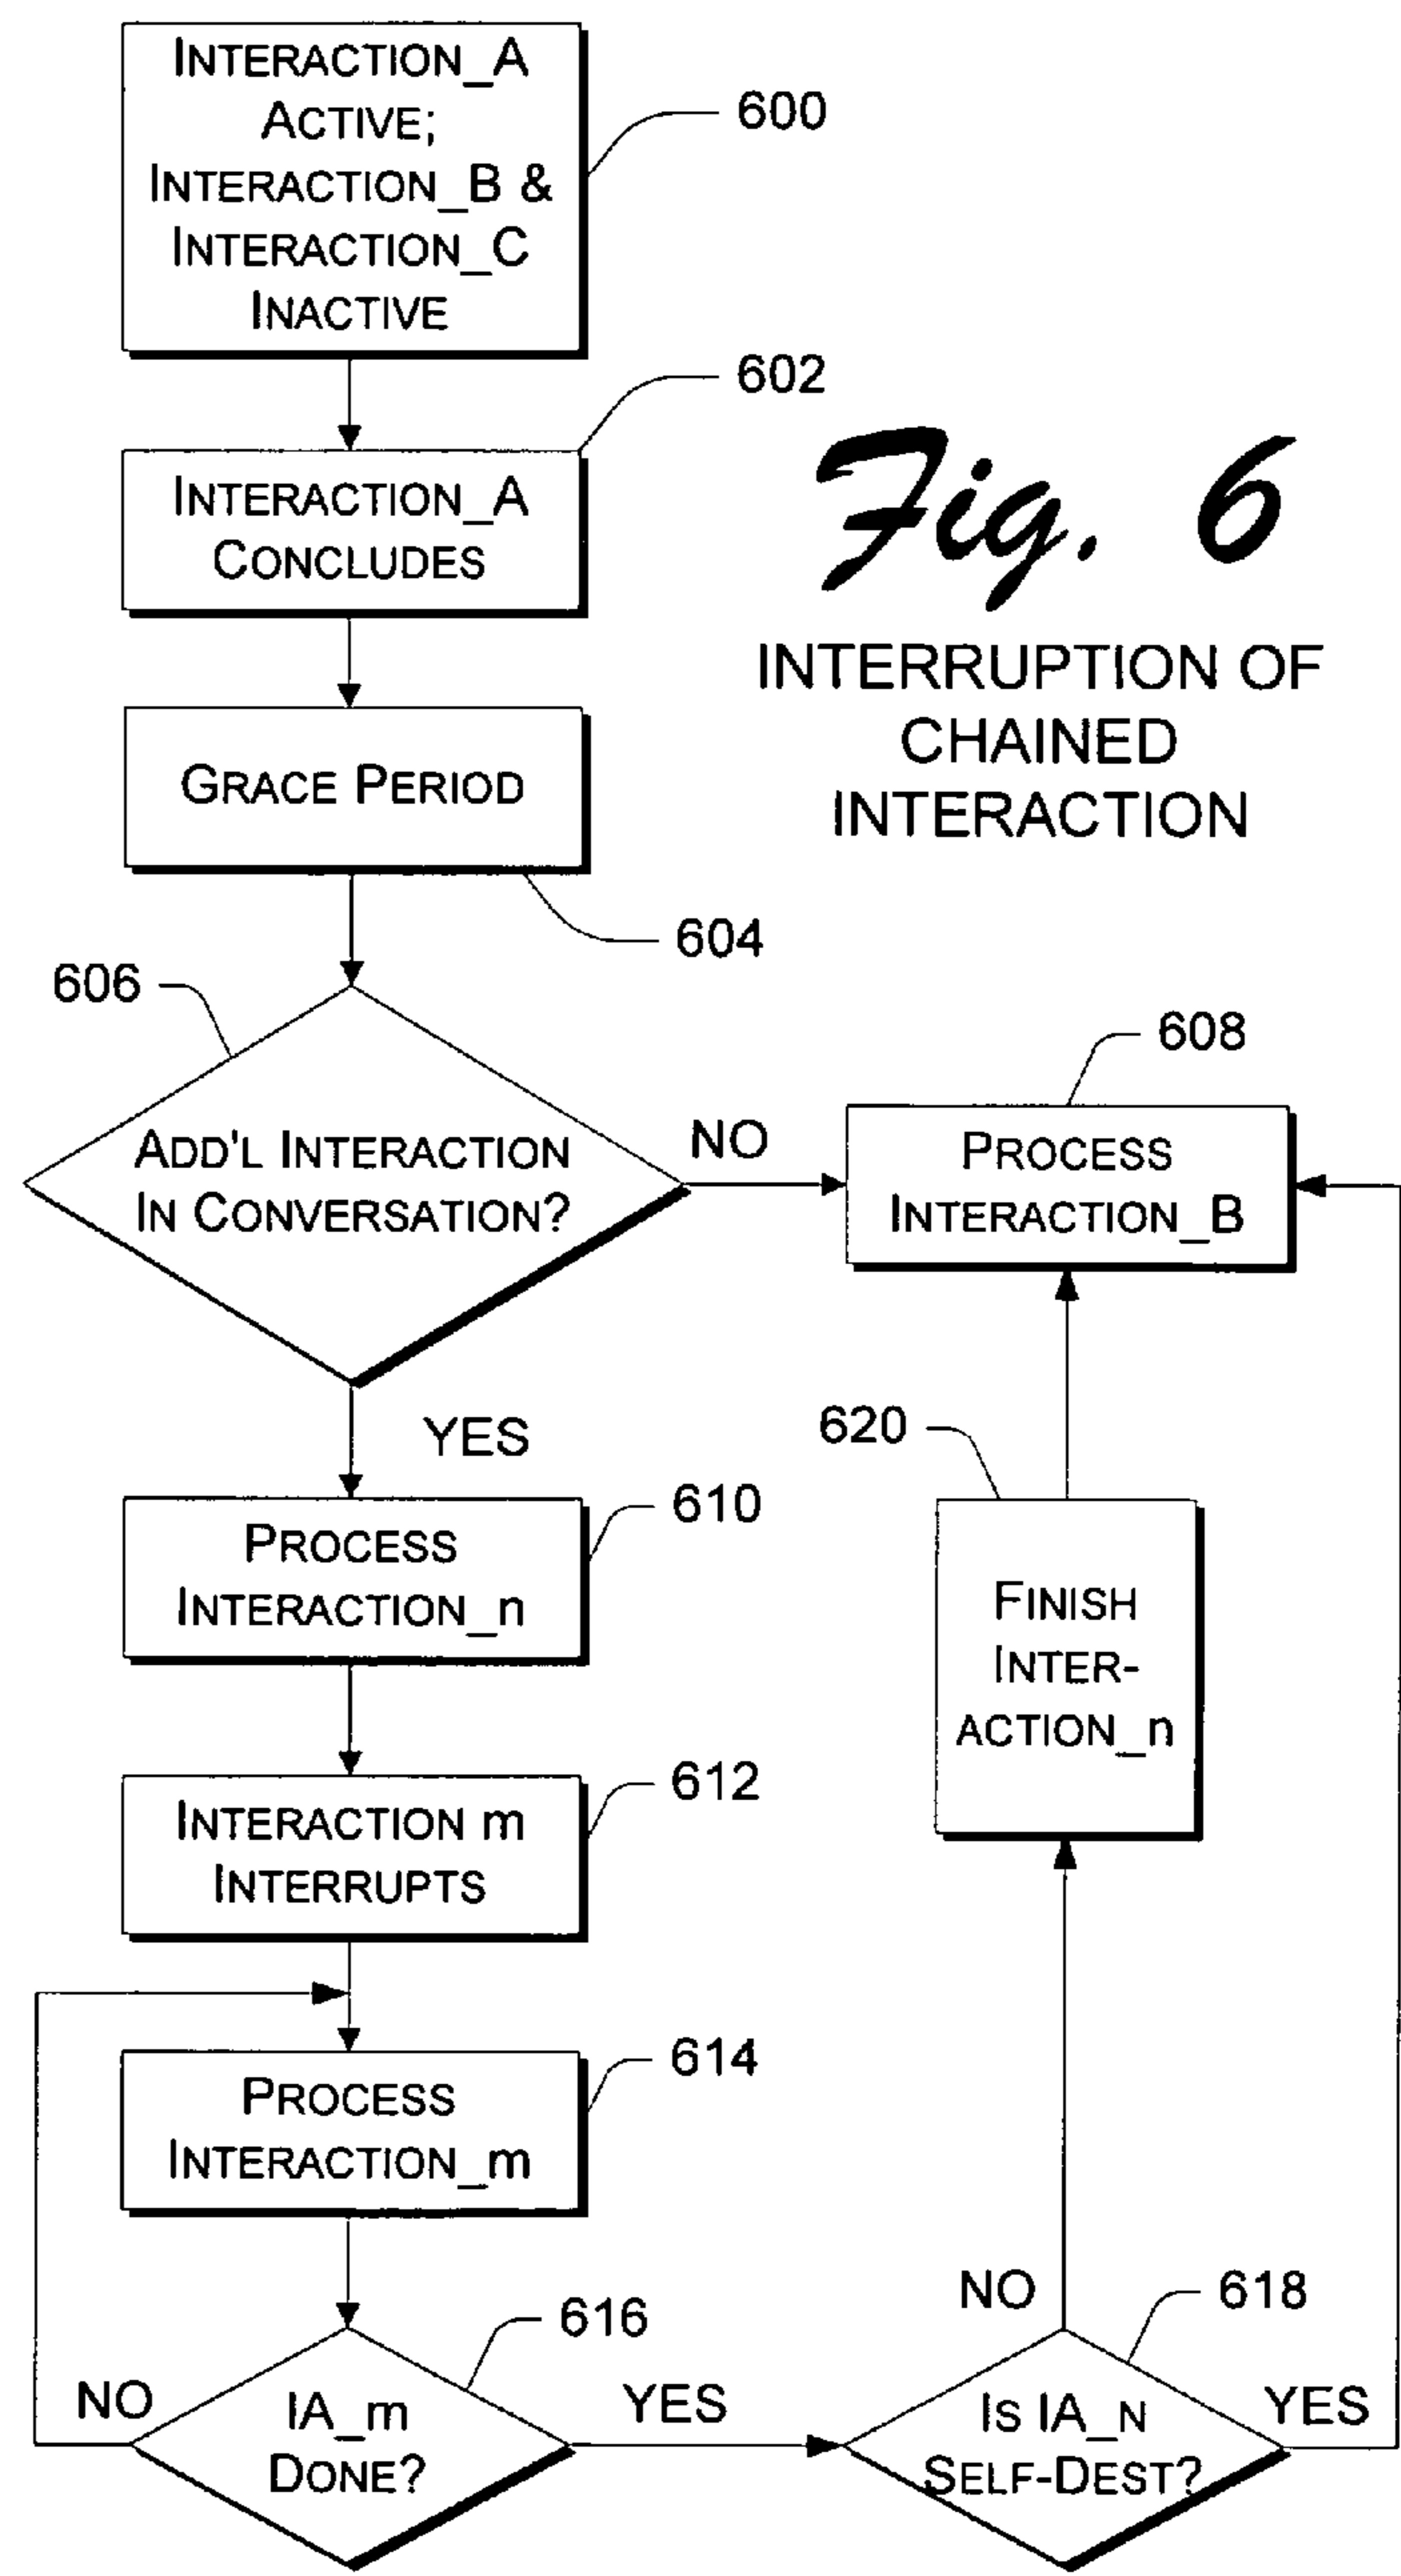 INTERACTION_A
ACTIVE;
INTERACTION_B &
INTERACTION_C
INACTIVE
600
602
INTERACTION_A
CONCLUDES
Fig. 6
INTERRUPTION OF
CHAINED
INTERACTION
GRACE PERIOD
604
606
ADD'L INTERACTION
IN CONVERSATION?
NO
608
PROCESS
INTERACTION_B
YES
610
PROCESS
INTERACTION_n
620
FINISH
INTER-
ACTION_n
612
INTERACTION m
INTERRUPTS
614
PROCESS
INTERACTION_m
616
IA_m
DONE?
NO
YES
618
NO
IS IA_N
SELF-DEST?
YES